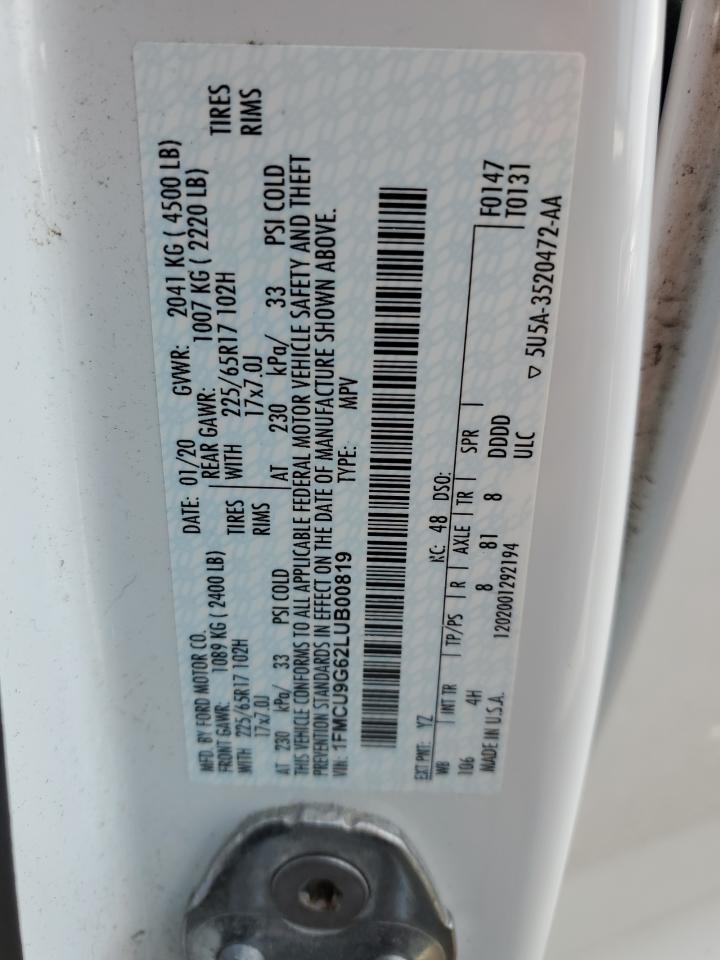 MFD. BY FORD MOTOR CO.
DATE: 01/20 GVWR: 2041 KG ( 4500 LB)
FRONT GAWR: 1089 KG ( 2400 LB) REAR GAWR: 1007 KG ( 2220 LB)
WITH 225/65R17 102H TIRES WITH 225/65R17 102H TIRES
17x7.0J RIMS 17x7.0J RIMS
AT 230 kPa/ 33 PSI COLD AT 230 kPa/ 33 PSI COLD
THIS VEHICLE CONFORMS TO ALL APPLICABLE FEDERAL MOTOR VEHICLE SAFETY AND THEFT
PREVENTION STANDARDS IN EFFECT ON THE DATE OF MANUFACTURE SHOWN ABOVE.
VIN: 1FMCU9G62LUB00819 TYPE: MPV
EXT PNT: YZ RC: 48 DSO: F0147
WB INT TR TP/PS R AXLE TR SPR T0131
106 4H 8 81 8 DDDD
MADE IN U.S.A. 1202001292194 ULC
▽ 5U5A-3520472-AA